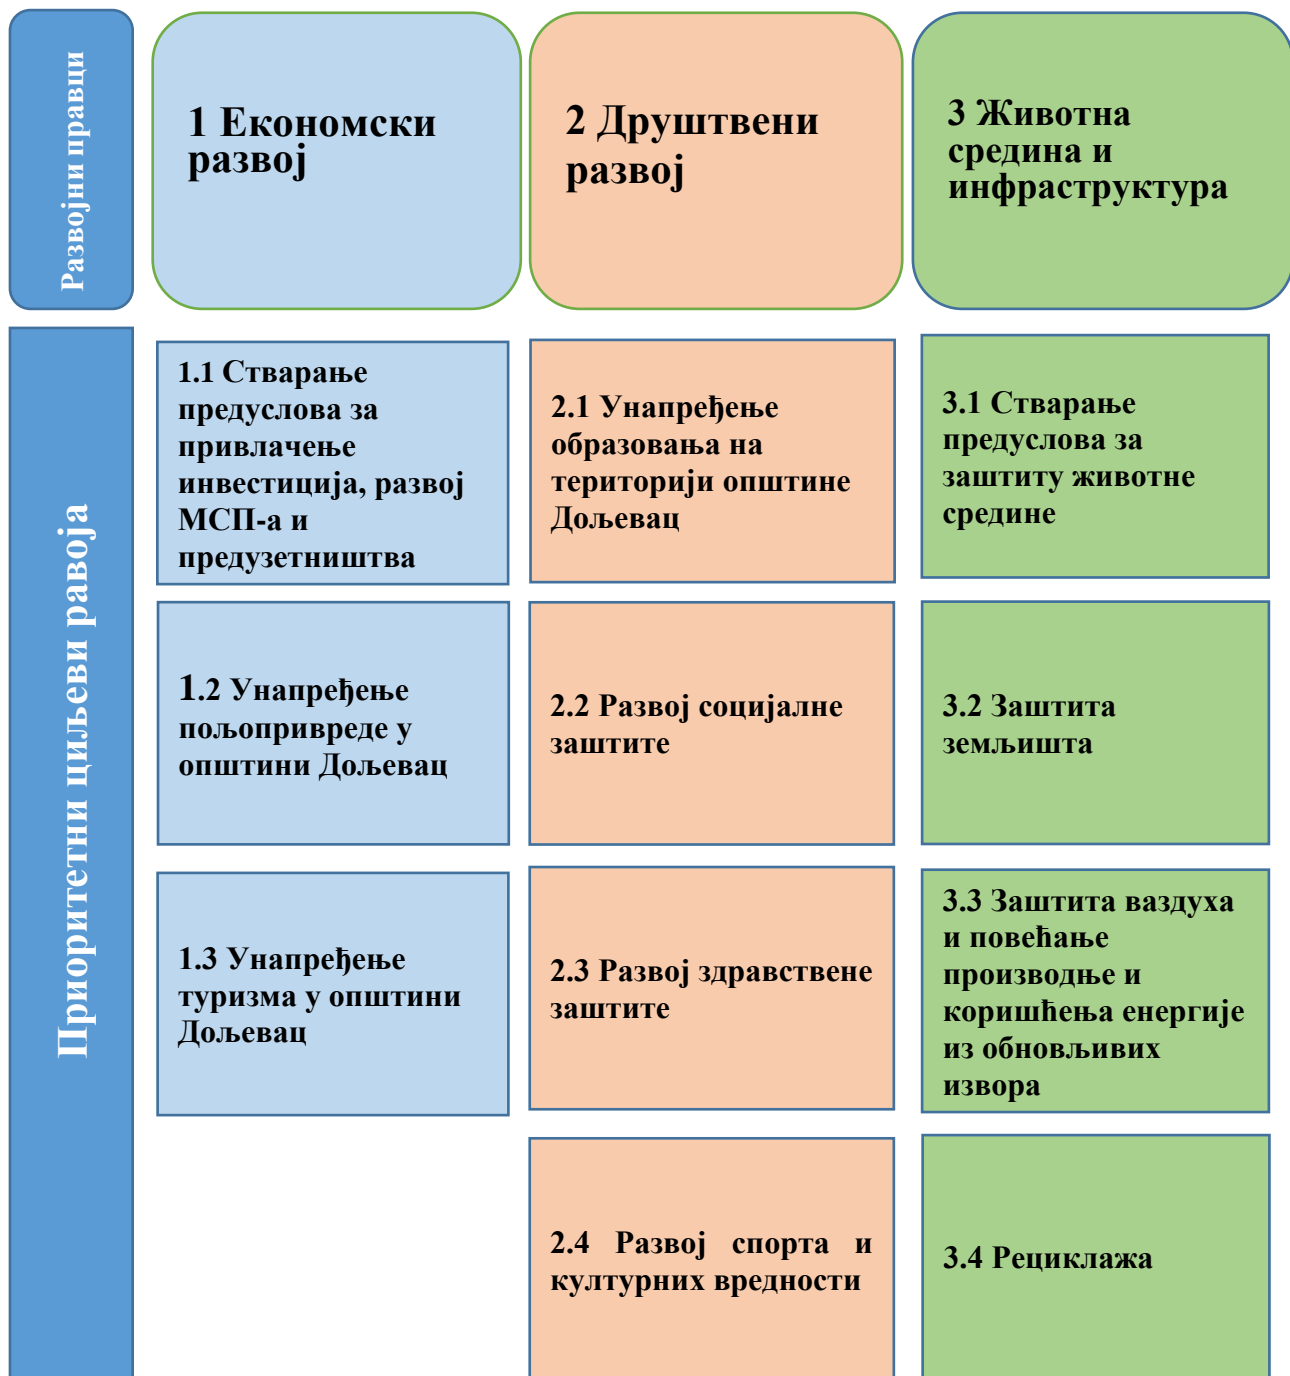 Развојни правци
1 Економски
развој
2 Друштвени
развој
3 Животна
средина и
инфраструктура
Приоритетни циљеви равоја
1.1 Стварање
предуслова за
привлачење
инвестиција, развој
МСП-а и
предузетништва
2.1 Унапређење
образовања на
територији општине
Дољевац
3.1 Стварање
предуслова за
заштиту животне
средине
1.2 Унапређење
пољопривреде у
општини Дољевац
2.2 Развој социјалне
заштите
3.2 Заштита
земљишта
1.3 Унапређење
туризма у општини
Дољевац
2.3 Развој здравствене
заштите
3.3 Заштита ваздуха
и повећање
производње и
коришћења енергије
из обновљивих
извора
2.4 Развој спорта и
културних вредности
3.4 Рециклажа